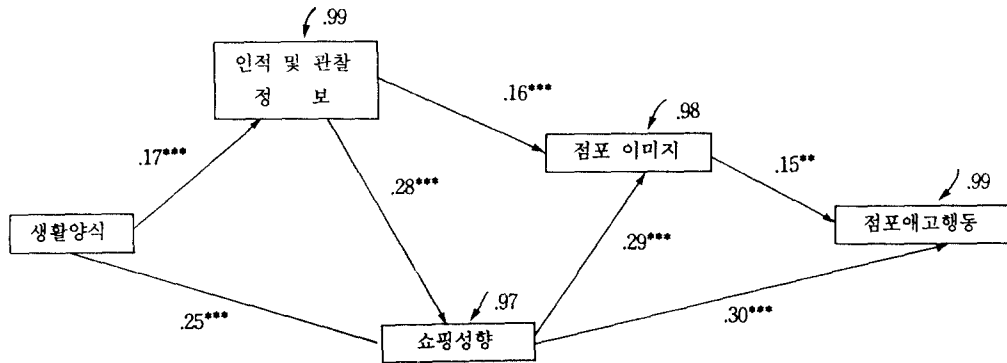 .99
인적 및 관찰
정 보
.16***
.98
점포 이미지
.17***
.15**
.28***
.99
생활양식
점포애고행동
.29***
.25***
.97
.30***
쇼핑성향